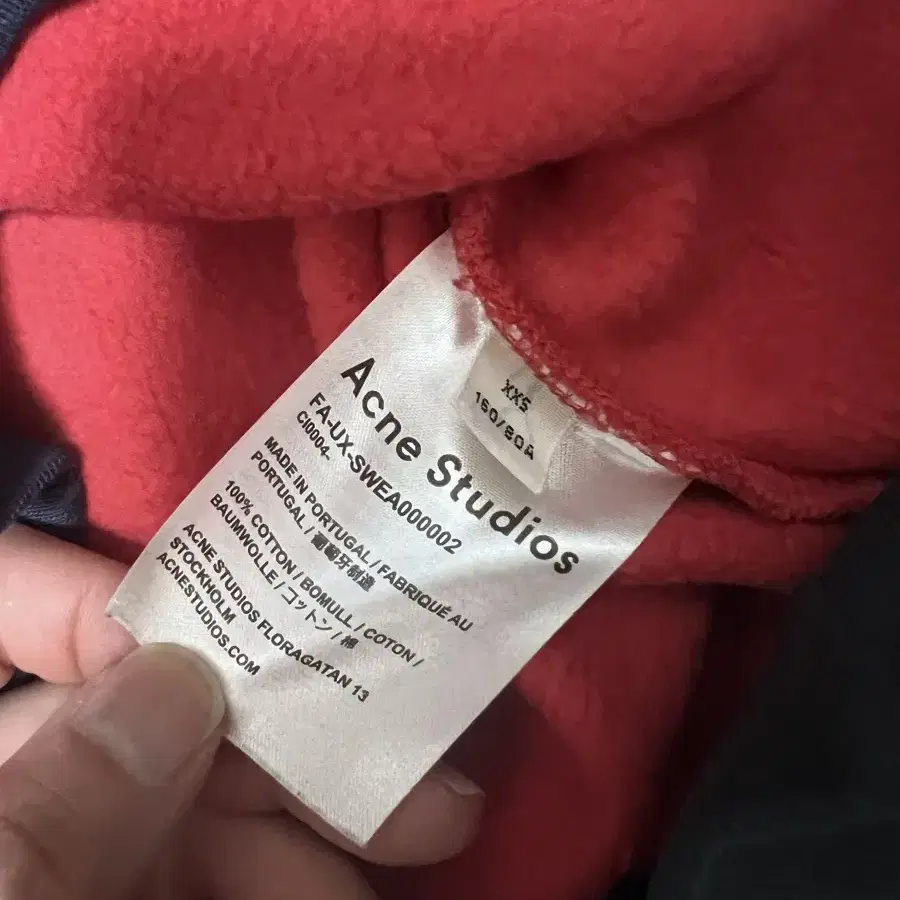 XXS
160/80A
Acne Studios
FA-UX-SWEA000002
CI0004-
MADE IN PORTUGAL / FABRIQUÉ AU
PORTUGAL / 葡萄牙制造
100% COTTON / BOMULL / COTON /
BAUMWOLLE / コットン / 棉
ACNE STUDIOS FLORAGATAN 13
STOCKHOLM
ACNESTUDIOS.COM